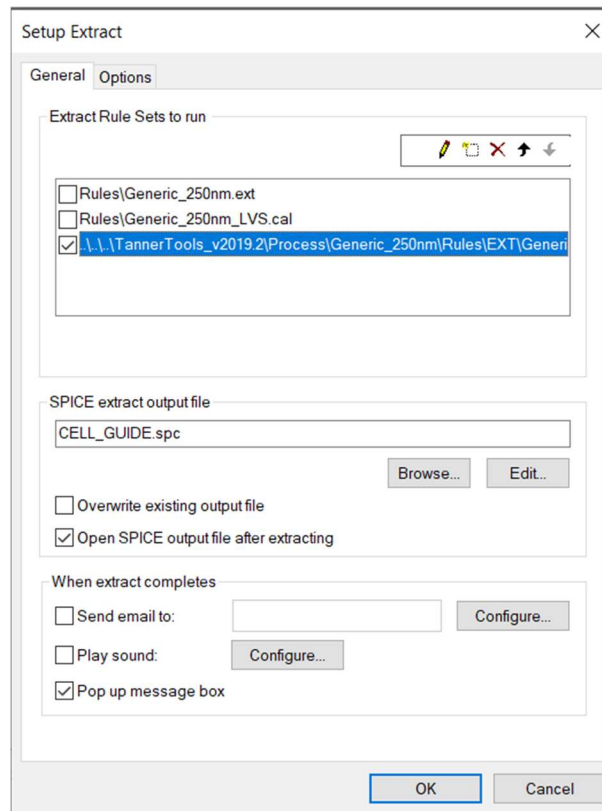 Setup Extract
General Options
Extract Rule Sets to run
Rules\Generic_250nm.ext
Rules\Generic_250nm_LVS.cal
..\..\..\TannerTools_v2019.2\Process\Generic_250nm\Rules\EXT\Generi
SPICE extract output file
CELL_GUIDE.spc
Browse... Edit...
Overwrite existing output file
Open SPICE output file after extracting
When extract completes
Send email to: Configure...
Play sound: Configure...
Pop up message box
OK Cancel